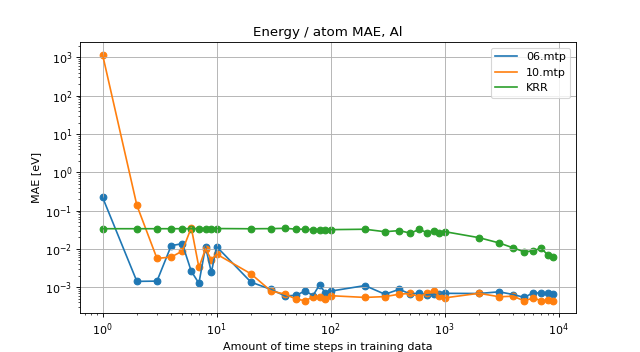 Energy / atom MAE, Al
MAE [eV]
10³
10²
10¹
10⁰
10⁻¹
10⁻²
10⁻³
06.mtp
10.mtp
KRR
10⁰ 10¹ 10² 10³ 10⁴
Amount of time steps in training data